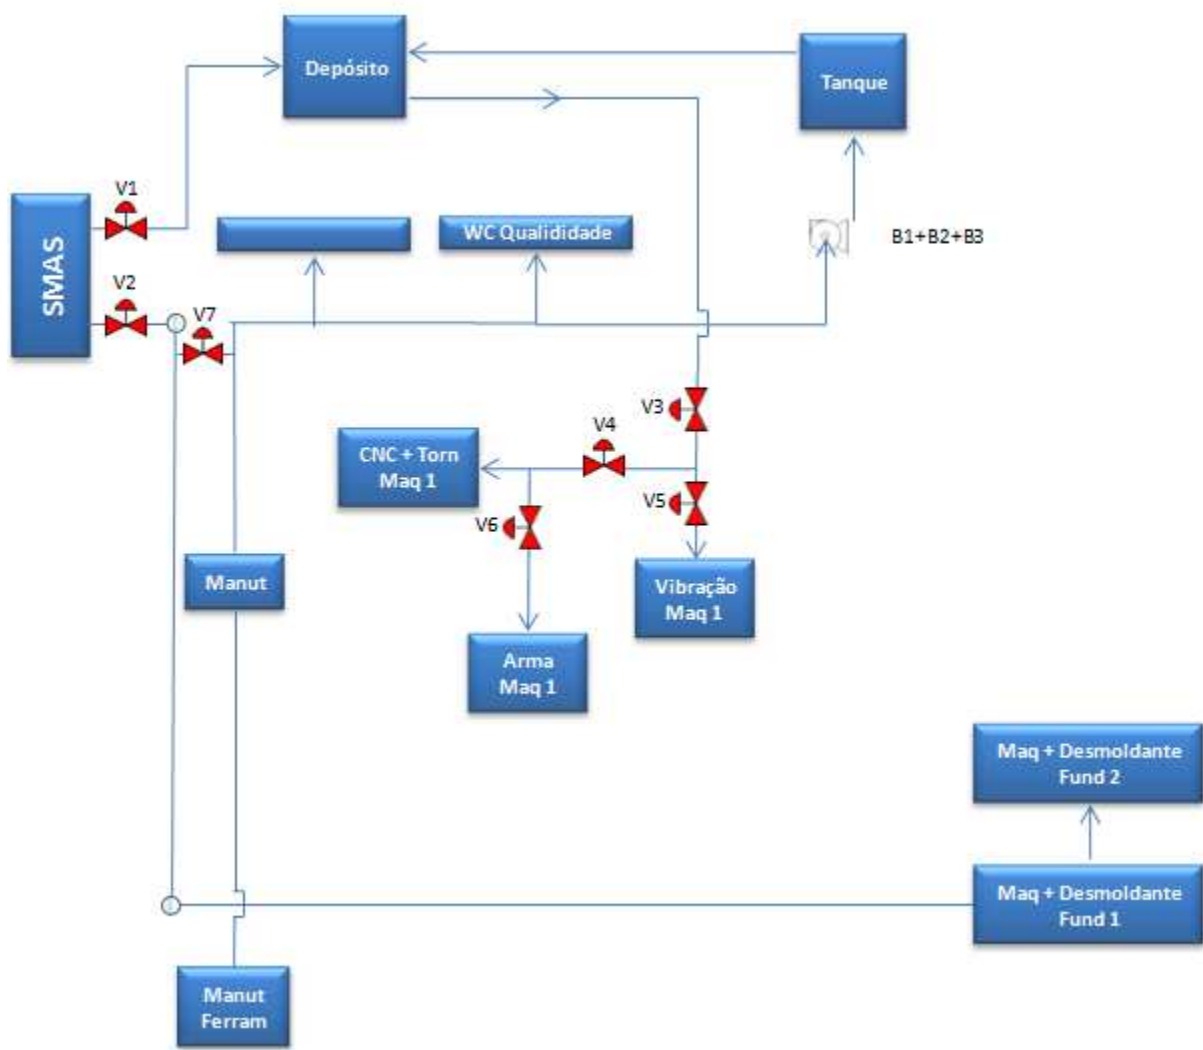 Depósito
Tanque
V1
SMAS
WC Qualididade
B1+B2+B3
V2
V7
V3
V4
CNC + Torn
Maq 1
V5
V6
Manut
Vibração
Maq 1
Arma
Maq 1
Maq + Desmoldante
Fund 2
Maq + Desmoldante
Fund 1
Manut
Ferram